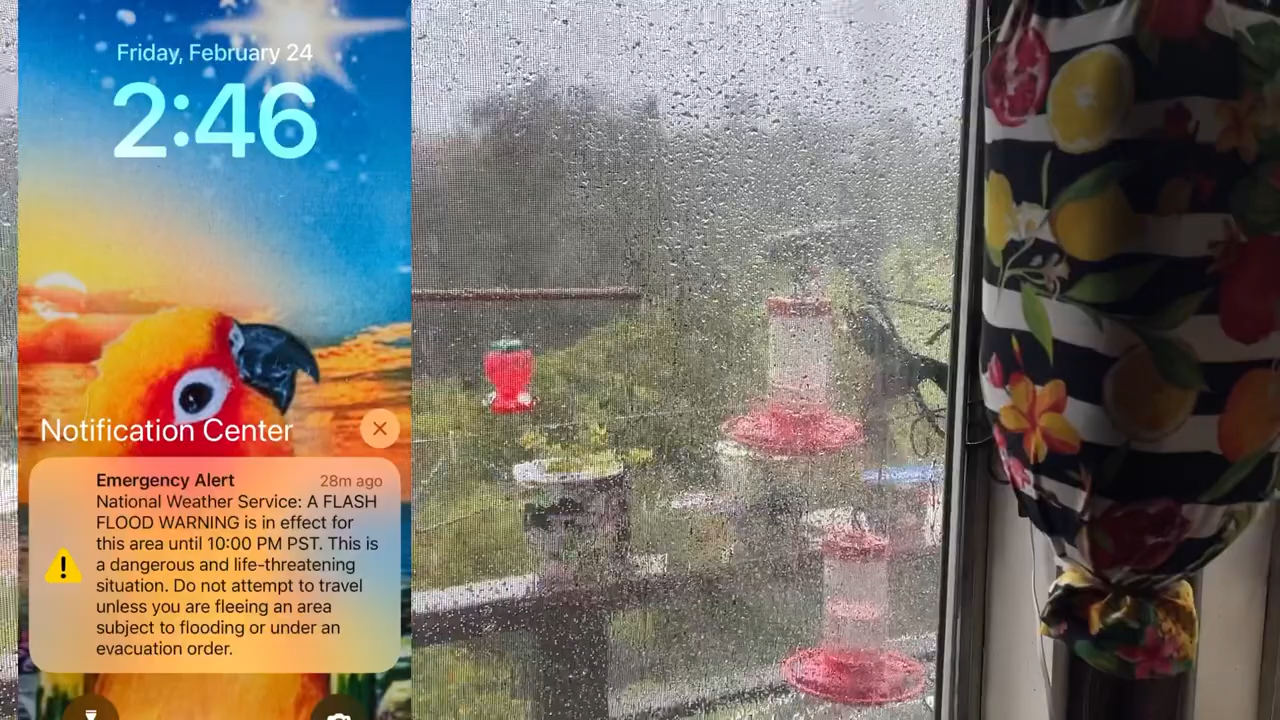 Friday, February 24
2:46
Notification Center
Emergency Alert 28m ago
National Weather Service: A FLASH
FLOOD WARNING is in effect for
this area until 10:00 PM PST. This is
a dangerous and life-threatening
situation. Do not attempt to travel
unless you are fleeing an area
subject to flooding or under an
evacuation order.